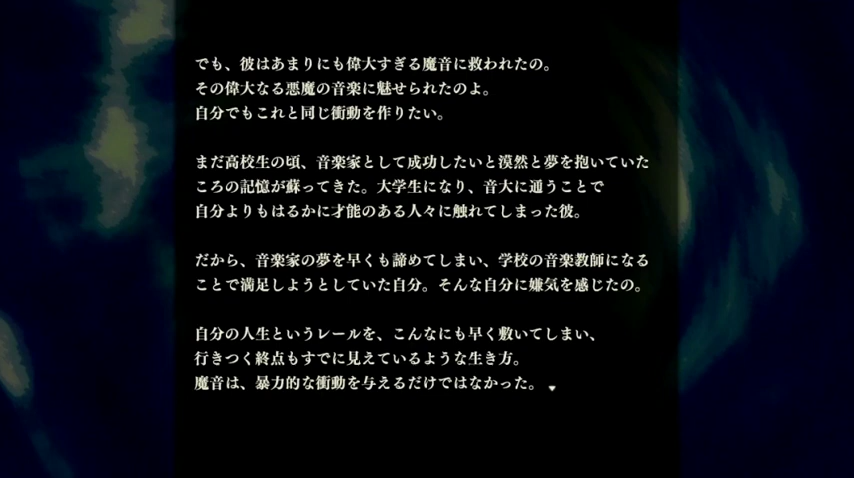 でも、彼はあまりにも偉大すぎる魔音に救われたの。
その偉大なる悪魔の音楽に魅せられたのよ。
自分でもこれと同じ衝動を作りたい。
まだ高校生の頃、音楽家として成功したいと漠然と夢を抱いていた
ころの記憶が蘇ってきた。大学生になり、音大に通うことで
自分よりもはるかに才能のある人々に触れてしまった彼。
だから、音楽家の夢を早くも諦めてしまい、学校の音楽教師になる
ことで満足しようとしていた自分。そんな自分に嫌気を感じたの。
自分の人生というレールを、こんなにも早く敷いてしまい、
行きつく終点もすでに見えているような生き方。
魔音は、暴力的な衝動を与えるだけではなかった。